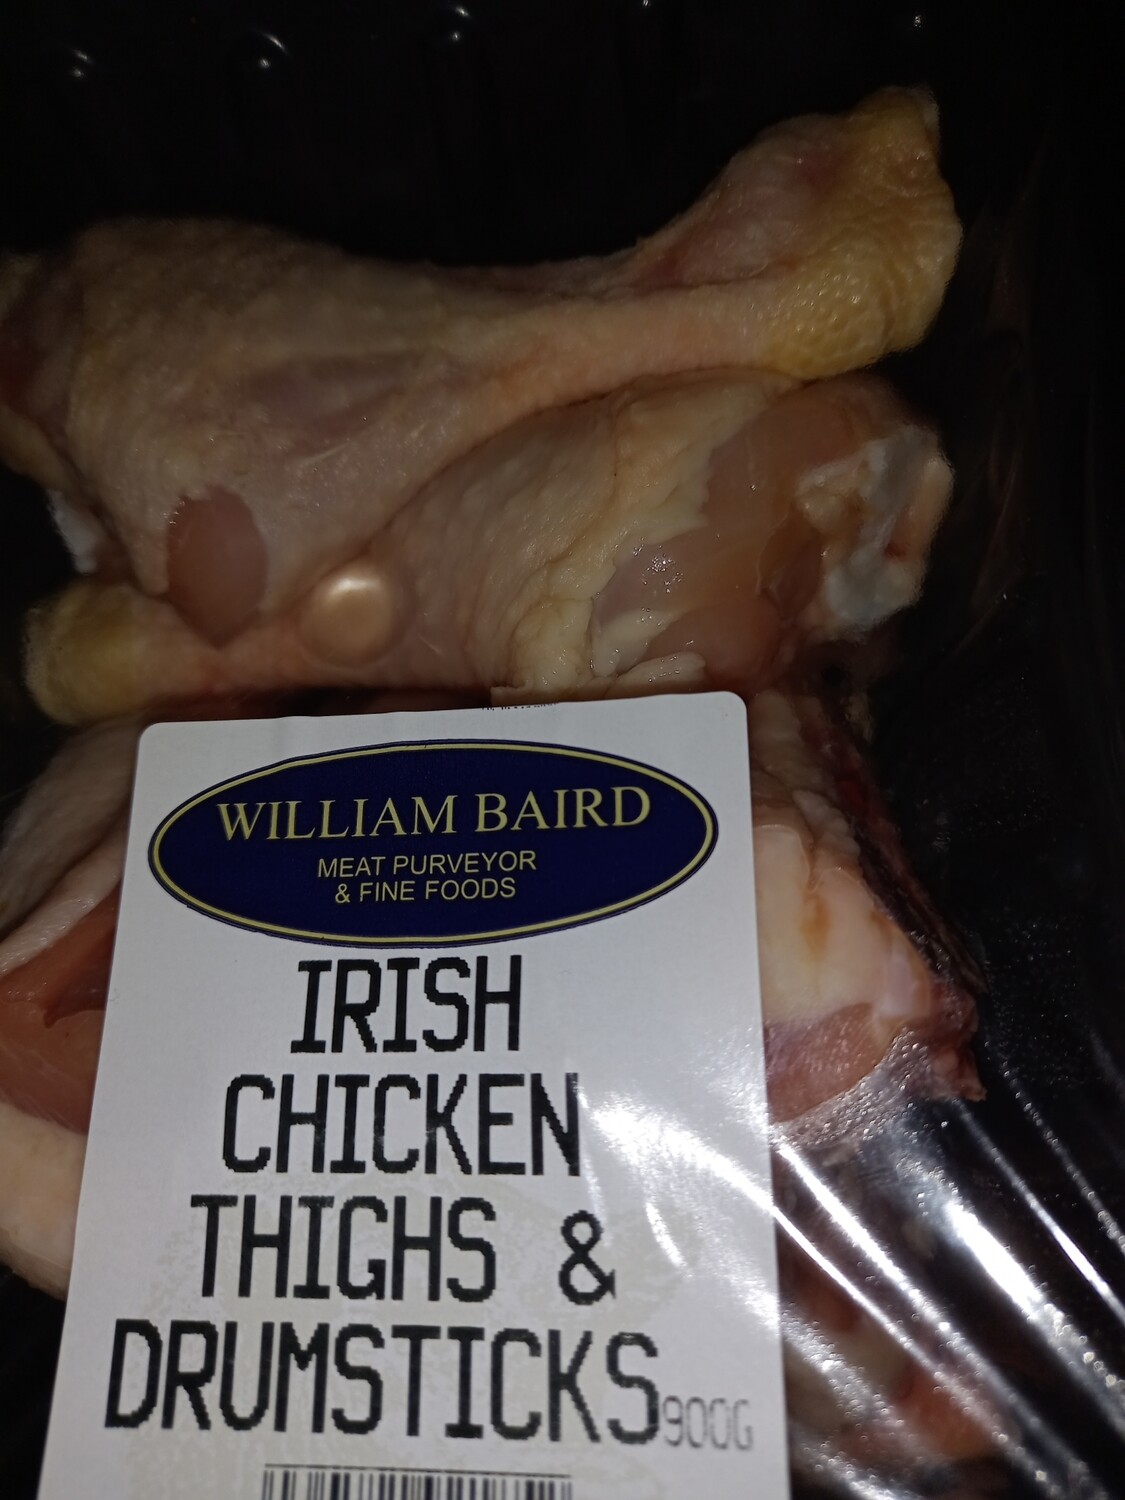 WILLIAM BAIRD
MEAT PURVEYOR
& FINE FOODS
IRISH
CHICKEN
THIGHS &
DRUMSTICKS 900G